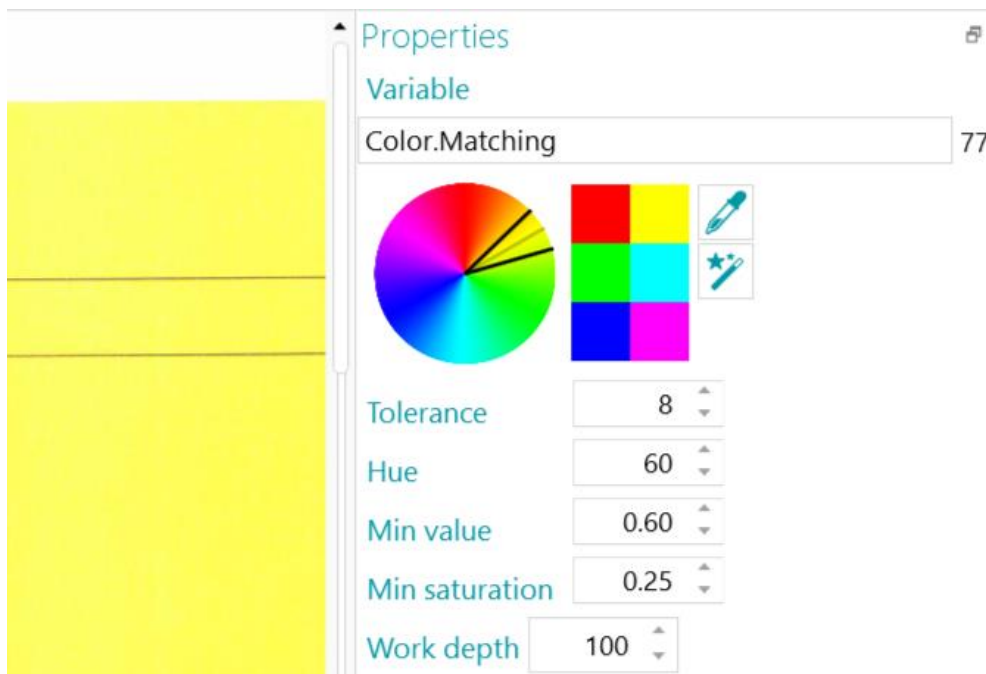 Properties
Variable
Color.Matching 77
Tolerance 8
Hue 60
Min value 0.60
Min saturation 0.25
Work depth 100